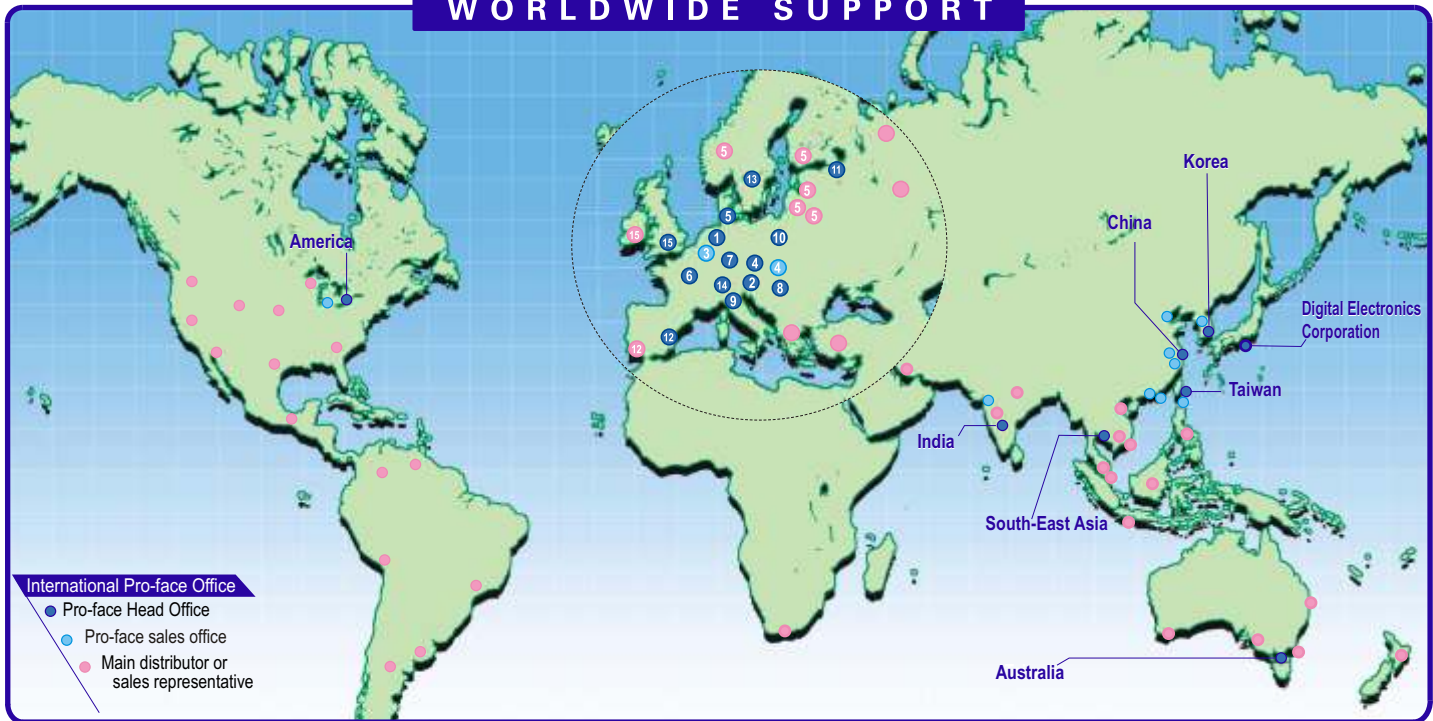 WORLDWIDE SUPPORT
5
5
11
13
5
5
5
5
15
15
1
10
3
7
4
4
6
14
2
8
9
12
12
America
Korea
China
Digital Electronics
Corporation
Taiwan
India
South-East Asia
Australia
International Pro-face Office
Pro-face Head Office
Pro-face sales office
Main distributor or
sales representative